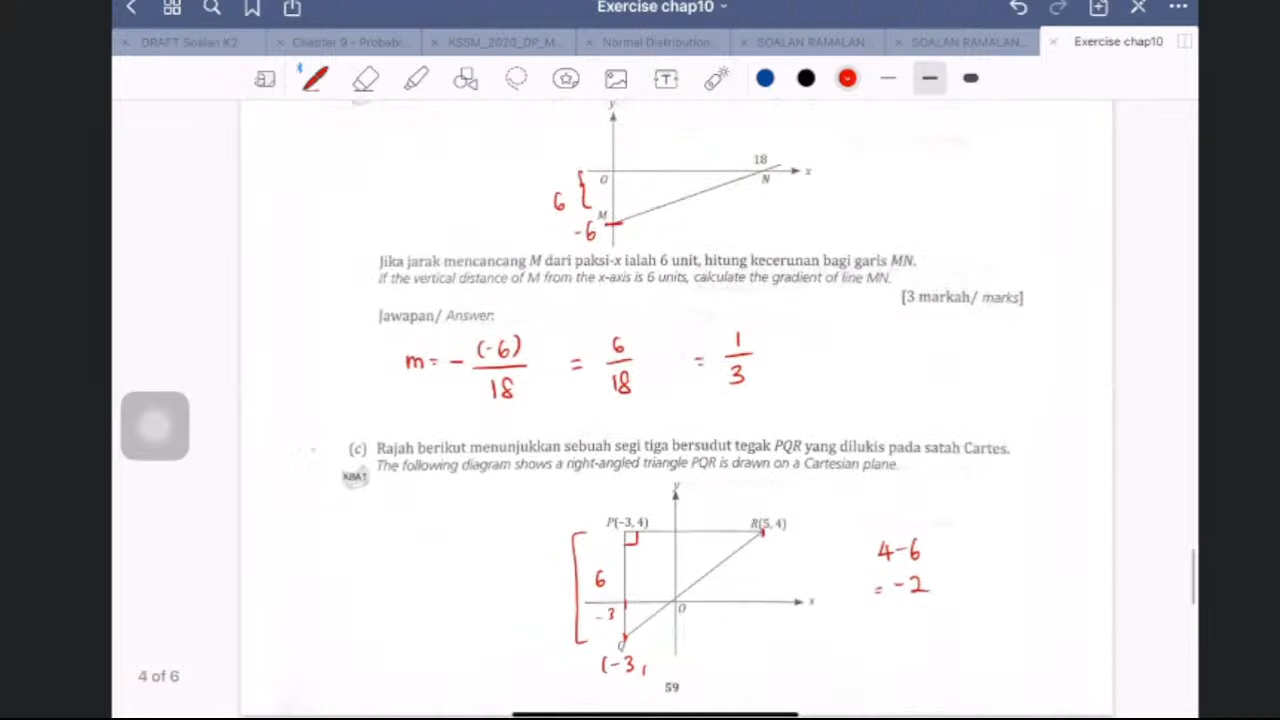 Exercise chap10
DRAFT Soalan K2
Chapter 9 - Probabi...
KSSM_2020_DP_M...
Normal Distribution...
SOALAN RAMALAN...
SOALAN RAMALAN...
Exercise chap10
y
18
O
x
N
6
M
-6
Jika jarak mencancang M dari paksi-x ialah 6 unit, hitung kecerunan bagi garis MN.
If the vertical distance of M from the x-axis is 6 units, calculate the gradient of line MN.
[3 markah/ marks]
Jawapan/ Answer:
m = - (-6)/18 = 6/18 = 1/3
(c) Rajah berikut menunjukkan sebuah segi tiga bersudut tegak PQR yang dilukis pada satah Cartes.
KBAT
The following diagram shows a right-angled triangle PQR is drawn on a Cartesian plane.
y
P(-3, 4)
R(5, 4)
4-6
= -2
6
x
-3
O
Q
(-3,
4 of 6
59